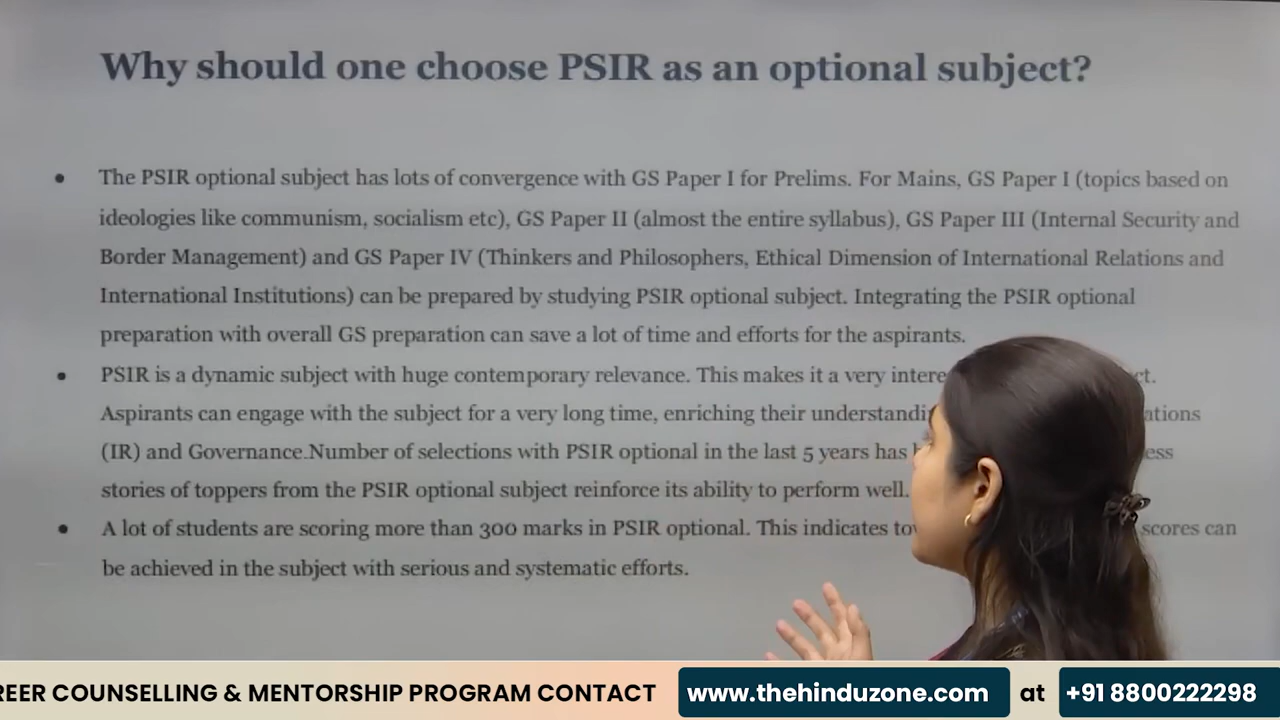 Why should one choose PSIR as an optional subject?
• The PSIR optional subject has lots of convergence with GS Paper I for Prelims. For Mains, GS Paper I (topics based on
ideologies like communism, socialism etc), GS Paper II (almost the entire syllabus), GS Paper III (Internal Security and
Border Management) and GS Paper IV (Thinkers and Philosophers, Ethical Dimension of International Relations and
International Institutions) can be prepared by studying PSIR optional subject. Integrating the PSIR optional
preparation with overall GS preparation can save a lot of time and efforts for the aspirants.
• PSIR is a dynamic subject with huge contemporary relevance. This makes it a very
Aspirants can engage with the subject for a very long time, enriching their
(IR) and Governance.Number of selections with PSIR optional in the last 5 years has
stories of toppers from the PSIR optional subject reinforce its ability to perform well.
• A lot of students are scoring more than 300 marks in PSIR optional. This indicates scores can
be achieved in the subject with serious and systematic efforts.
COUNSELLING & MENTORSHIP PROGRAM CONTACT www.thehinduzone.com at +91 8800222298